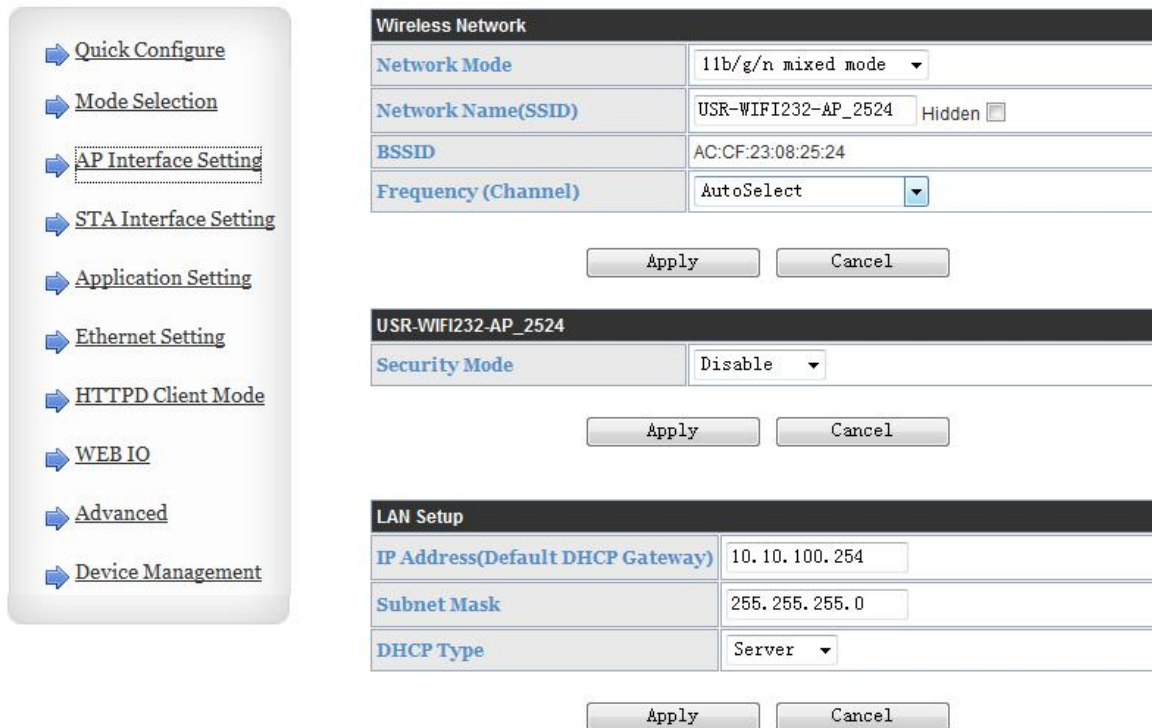 Quick Configure
Mode Selection
AP Interface Setting
STA Interface Setting
Application Setting
Ethernet Setting
HTTPD Client Mode
WEB IO
Advanced
Device Management
Wireless Network
Network Mode 11b/g/n mixed mode
Network Name(SSID) USR-WIFI232-AP_2524 Hidden
BSSID AC:CF:23:08:25:24
Frequency (Channel) AutoSelect
Apply Cancel
USR-WIFI232-AP_2524
Security Mode Disable
Apply Cancel
LAN Setup
IP Address(Default DHCP Gateway) 10.10.100.254
Subnet Mask 255.255.255.0
DHCP Type Server
Apply Cancel